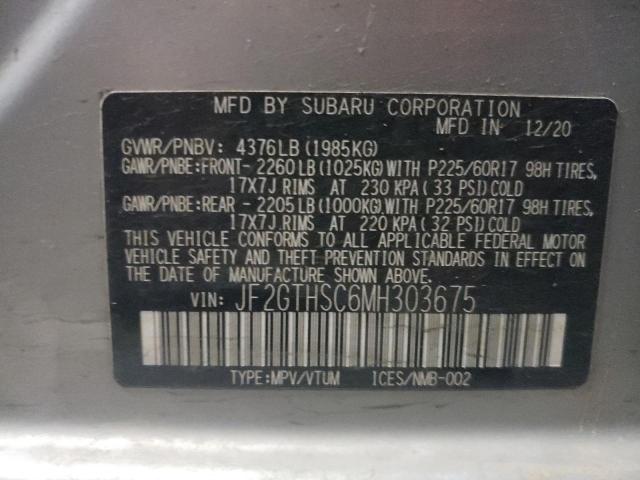 MFD BY SUBARU CORPORATION
MFD IN 12/20
GVWR/PNBV: 4376LB (1985KG)
GAWR/PNBE:FRONT- 2260LB (1025KG)WITH P225/60R17 98H TIRES,
17X7J RIMS AT 230 KPA (33 PSI)COLD
GAWR/PNBE:REAR - 2205LB (1000KG)WITH P225/60R17 98H TIRES,
17X7J RIMS AT 220 KPA (32 PSI)COLD
THIS VEHICLE CONFORMS TO ALL APPLICABLE FEDERAL MOTOR
VEHICLE SAFETY AND THEFT PREVENTION STANDARDS IN EFFECT ON
THE DATE OF MANUFACTURE SHOWN ABOVE.
VIN: JF2GTHSC6MH303675
TYPE:MPV/VTUM ICES/NMB-002